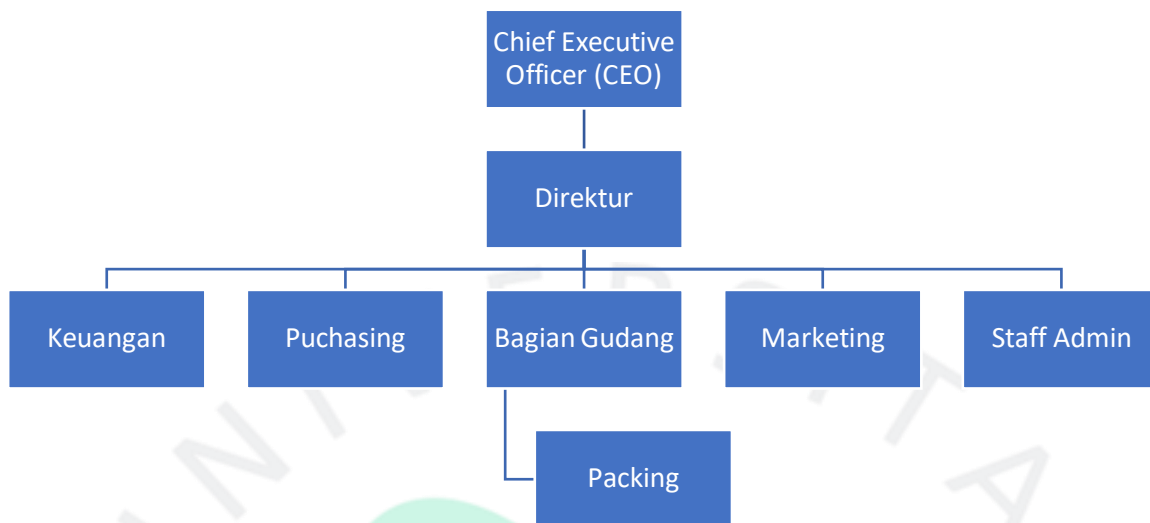 Chief Executive
Officer (CEO)
Direktur
Keuangan
Puchasing
Bagian Gudang
Marketing
Staff Admin
Packing